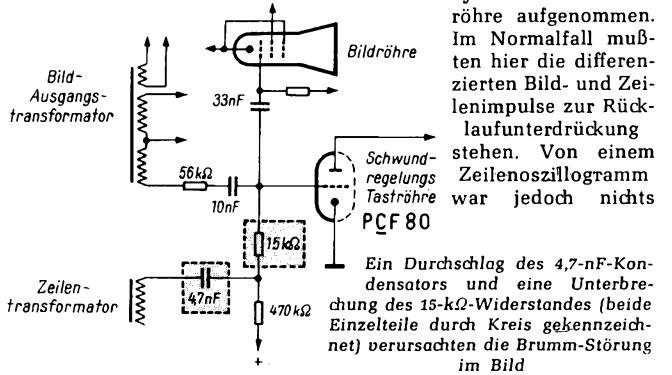 röhre aufgenommen.
Im Normalfall muß-
ten hier die differen-
zierten Bild- und Zei-
lenimpulse zur Rück-
laufunterdrückung
stehen. Von einem
Zeilenoszillogramm
war jedoch nichts
Bildröhre
Bild-
Ausgangs-
transformator
33nF
56kΩ
10nF
Schwund-
regelungs
Taströhre
PCF 80
15kΩ
Zeilen-
transformator
4,7nF
470kΩ
+
Ein Durchschlag des 4,7-nF-Kon-
densators und eine Unterbre-
chung des 15-kΩ-Widerstandes (beide
Einzelteile durch Kreis gekennzeich-
net) verursachten die Brumm-Störung
im Bild